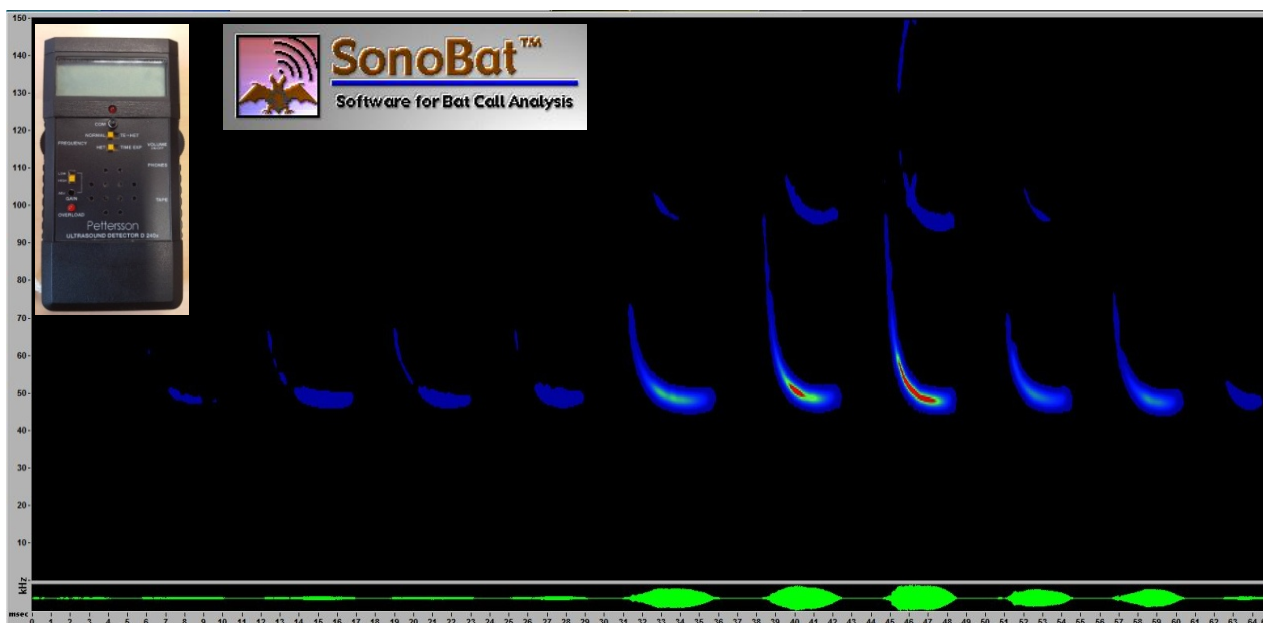 150
140
130
120
110
100
90
80
70
60
50
40
30
20
10
kHz
SonoBat™
Software for Bat Call Analysis
COM
NORMAL TE-HET
FREQUENCY
HET TIME EXP
VOLUME
PHONES
LOW
HIGH
GAIN
TAPE
OVERLOAD
Pettersson
ULTRASOUND DETECTOR D 240x
msec
0 1 2 3 4 5 6 7 8 9 10 11 12 13 14 15 16 17 18 19 20 21 22 23 24 25 26 27 28 29 30 31 32 33 34 35 36 37 38 39 40 41 42 43 44 45 46 47 48 49 50 51 52 53 54 55 56 57 58 59 60 61 62 63 64